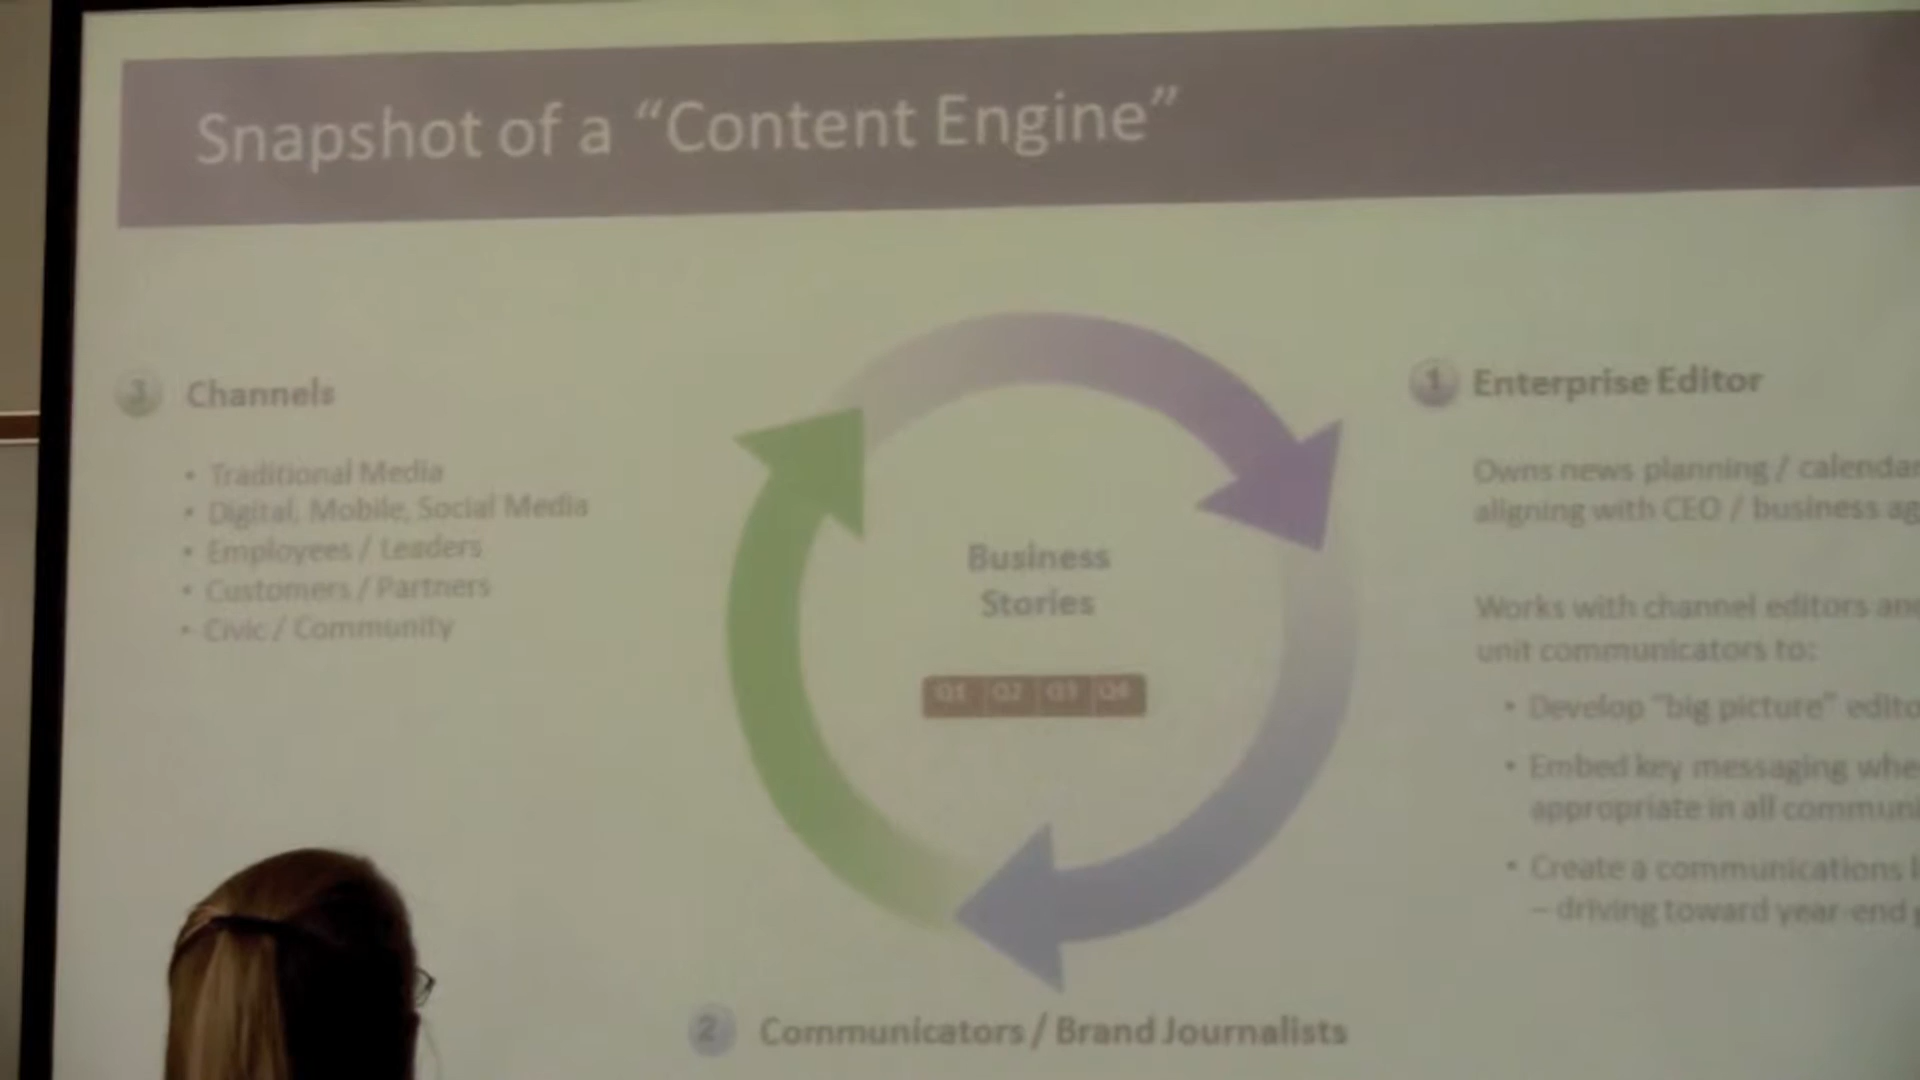 Snapshot of a “Content Engine”
3 Channels
• Traditional Media
• Digital, Mobile, Social Media
• Employees / Leaders
• Customers / Partners
• Civic / Community
Business
Stories
Q1 Q2 Q3 Q4
1 Enterprise Editor
Owns news planning / calendar
aligning with CEO / business
Works with channel editors
unit communicators to:
• Develop "big picture"
• Embed key messaging
appropriate in all
• Create a communications
– driving toward year-end
2 Communicators / Brand Journalists